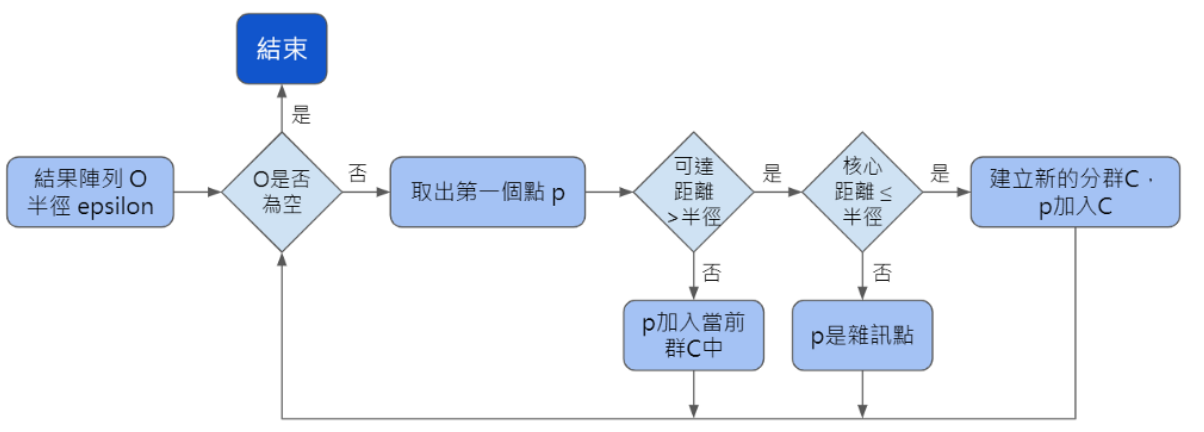 結束
是
結果陣列 O
半徑 epsilon
O是否
為空
否
取出第一個點 p
可達
距離
>半徑
是
核心
距離 ≤
半徑
是
建立新的分群C，
p加入C
否
p加入當前
群C中
否
p是雜訊點